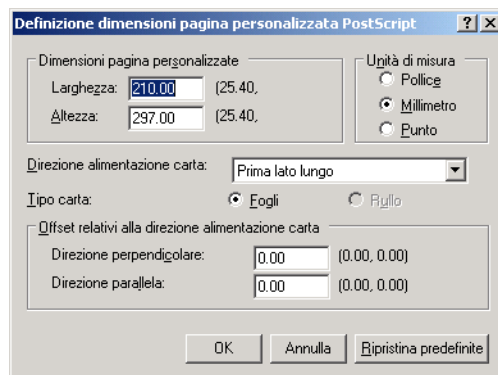 Definizione dimensioni pagina personalizzata PostScript
Dimensioni pagina personalizzate
Larghezza: 210.00 (25.40,
Altezza: 297.00 (25.40,
Unità di misura
Pollice
Millimetro
Punto
Direzione alimentazione carta: Prima lato lungo
Tipo carta: Fogli Rullo
Offset relativi alla direzione alimentazione carta
Direzione perpendicolare: 0.00 (0.00, 0.00)
Direzione parallela: 0.00 (0.00, 0.00)
OK Annulla Ripristina predefinite